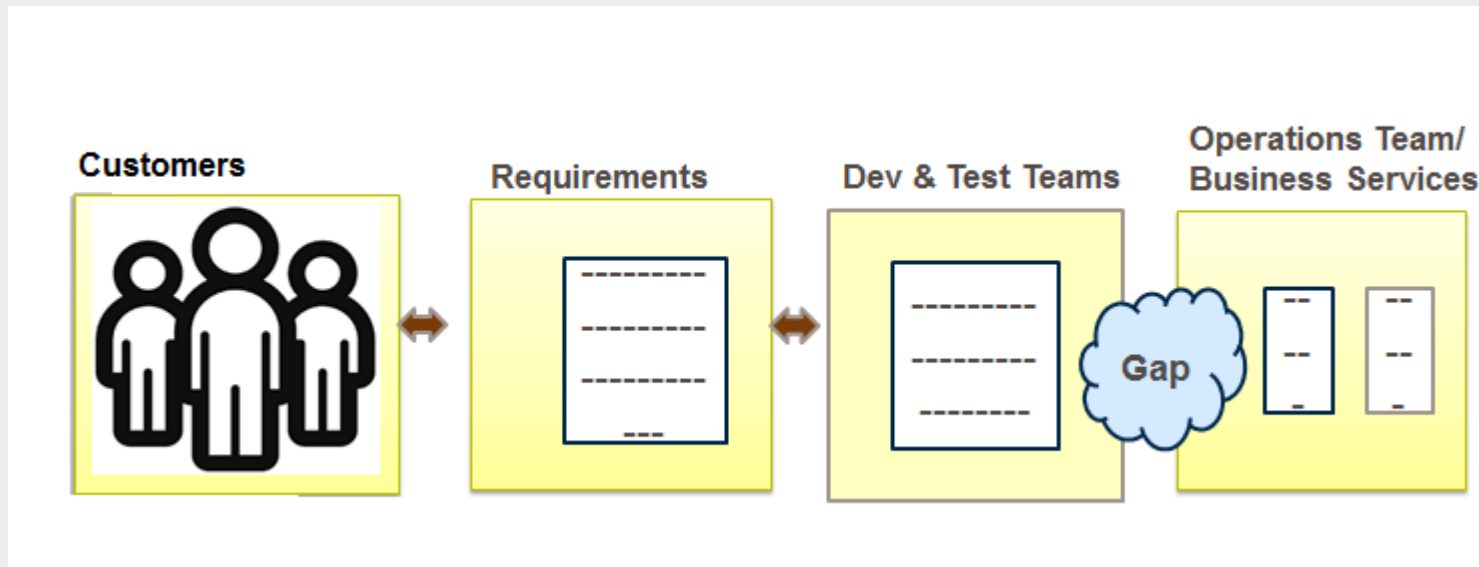 Customers
Requirements
Dev & Test Teams
Operations Team/
Business Services
---------
---------
---------
---
---------
---------
--------
Gap
--
--
-
--
--
-